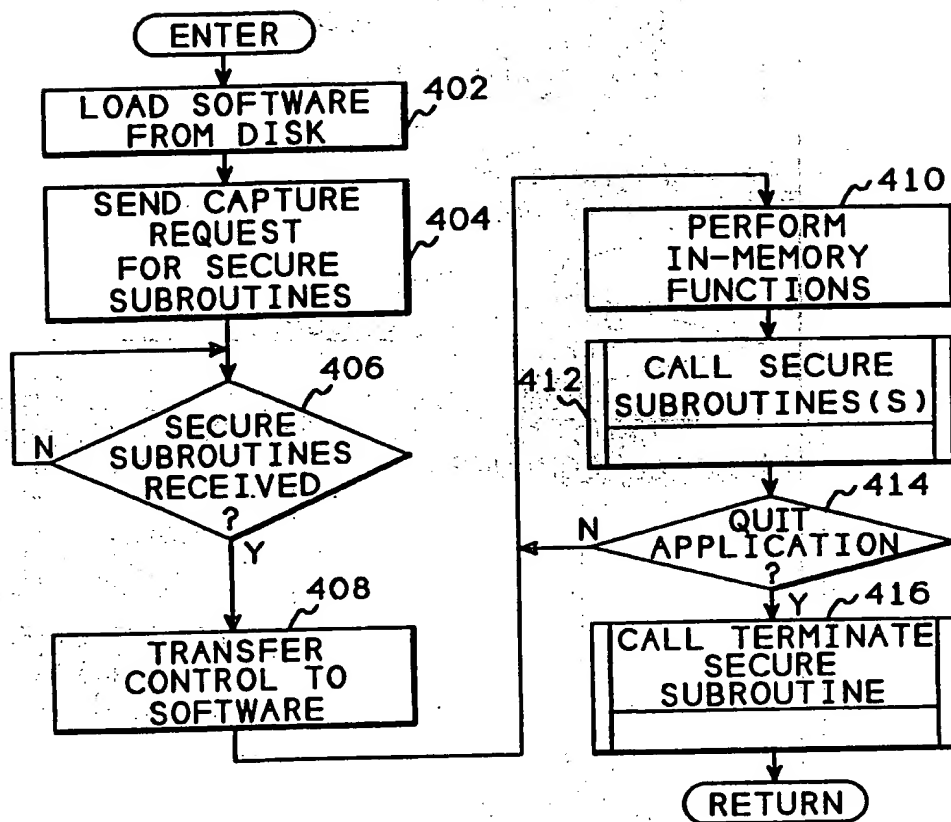 ENTER
402
LOAD SOFTWARE
FROM DISK
404
SEND CAPTURE
REQUEST
FOR SECURE
SUBROUTINES
406
SECURE
SUBROUTINES
RECEIVED
?
N
Y
408
TRANSFER
CONTROL TO
SOFTWARE
410
PERFORM
IN-MEMORY
FUNCTIONS
412
CALL SECURE
SUBROUTINES(S)
414
QUIT
APPLICATION
?
N
Y
416
CALL TERMINATE
SECURE
SUBROUTINE
RETURN